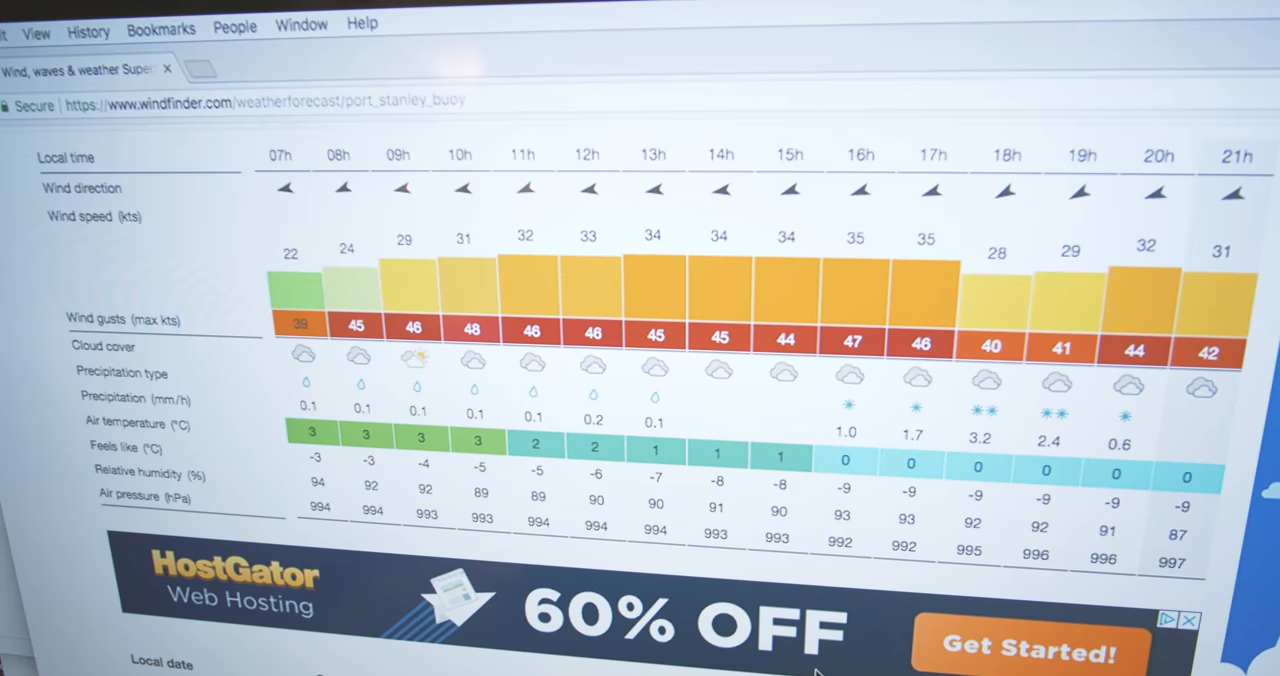 View History Bookmarks People Window Help
Wind, waves & weather Super
Secure https://www.windfinder.com/weatherforecast/port_stanley_buoy
Local time 07h 08h 09h 10h 11h 12h 13h 14h 15h 16h 17h 18h 19h 20h 21h
Wind direction
Wind speed (kts)
22 24 29 31 32 33 34 34 34 35 35 28 29 32 31
Wind gusts (max kts) 39 45 46 48 46 46 45 45 44 47 46 40 41 44 42
Cloud cover
Precipitation type
Precipitation (mm/h) 0.1 0.1 0.1 0.1 0.1 0.2 0.1 1.0 1.7 3.2 2.4 0.6
Air temperature (°C) 3 3 3 3 2 2 1 1 1 0 0 0 0 0 0
Feels like (°C) -3 -3 -4 -5 -5 -6 -7 -8 -8 -9 -9 -9 -9 -9 -9
Relative humidity (%) 94 92 92 89 89 90 90 91 90 93 93 92 92 91 87
Air pressure (hPa) 994 994 993 993 994 994 994 993 993 992 992 995 996 996 997
HostGator
Web Hosting
60% OFF
Get Started!
Local date